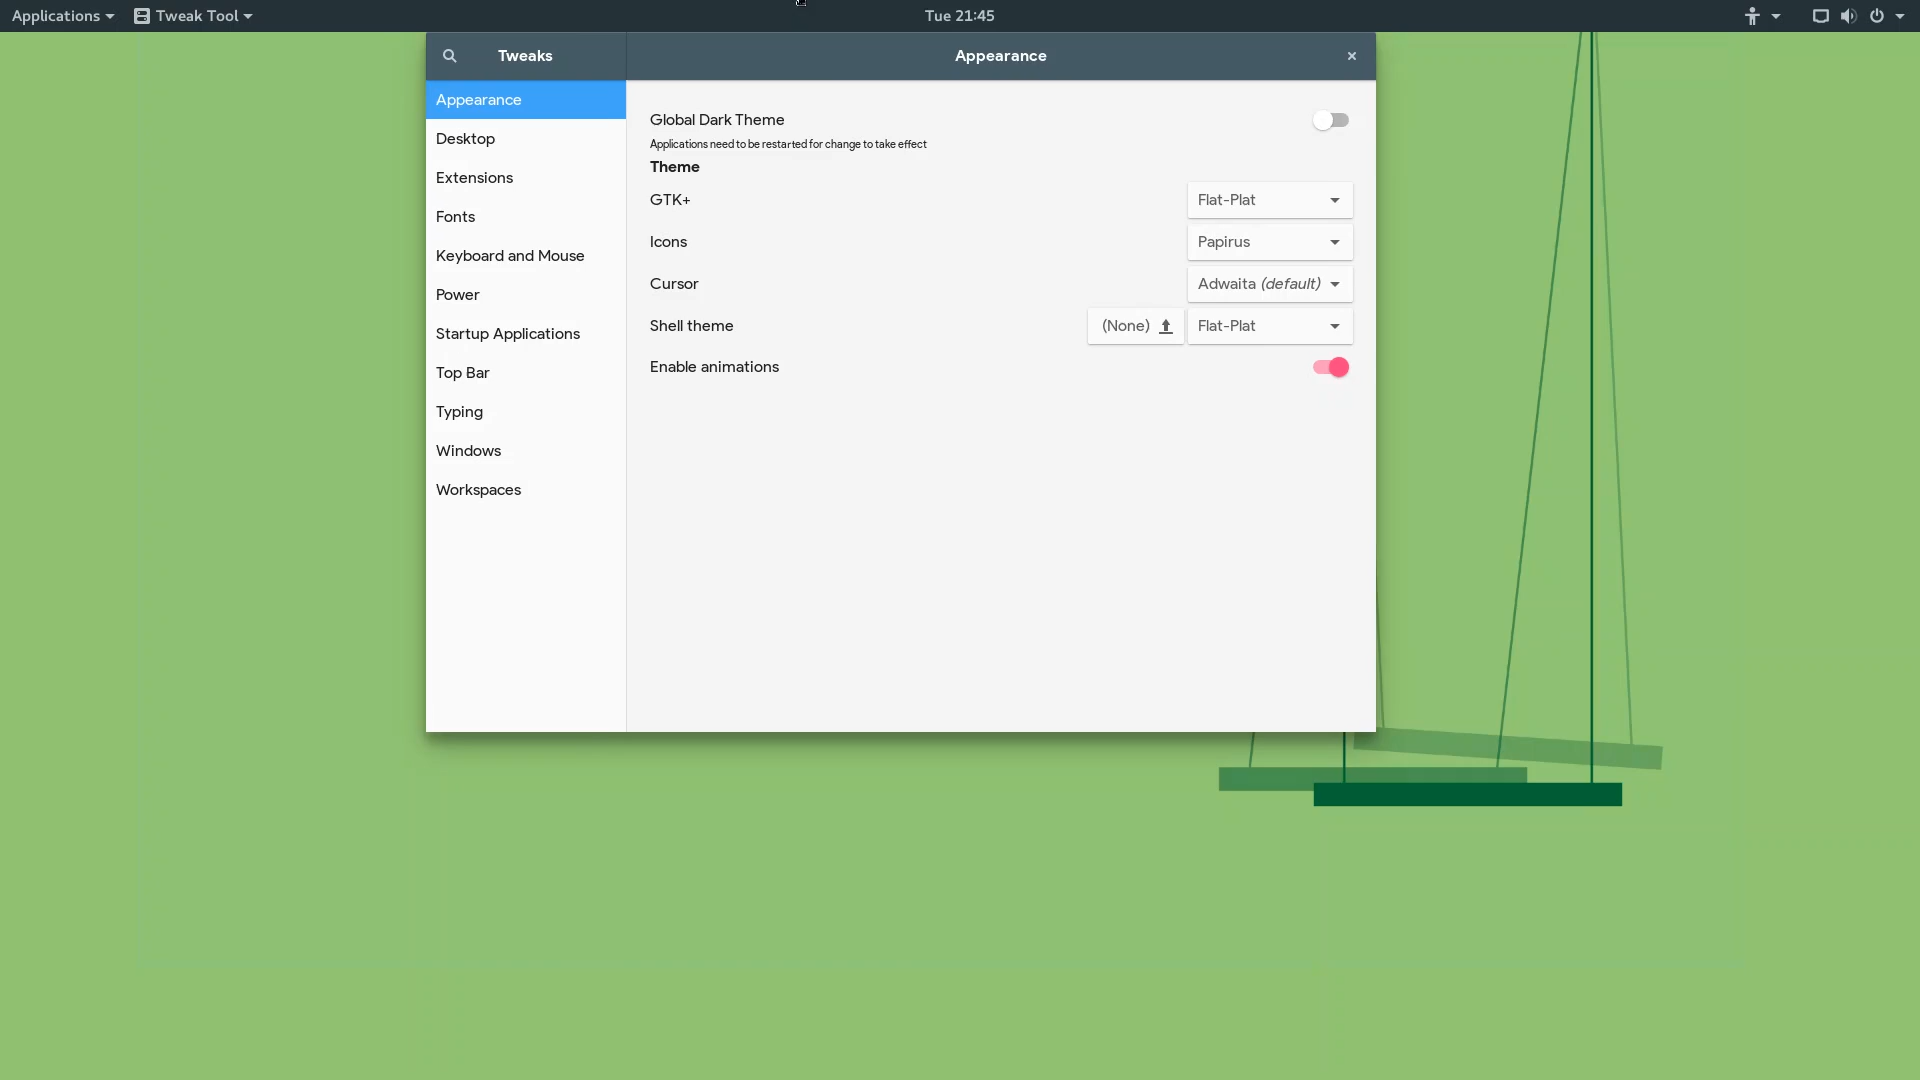 Applications Tweak Tool Tue 21:45
Tweaks Appearance
Appearance
Desktop
Extensions
Fonts
Keyboard and Mouse
Power
Startup Applications
Top Bar
Typing
Windows
Workspaces
Global Dark Theme
Applications need to be restarted for change to take effect
Theme
GTK+ Flat-Plat
Icons Papirus
Cursor Adwaita (default)
Shell theme (None) Flat-Plat
Enable animations